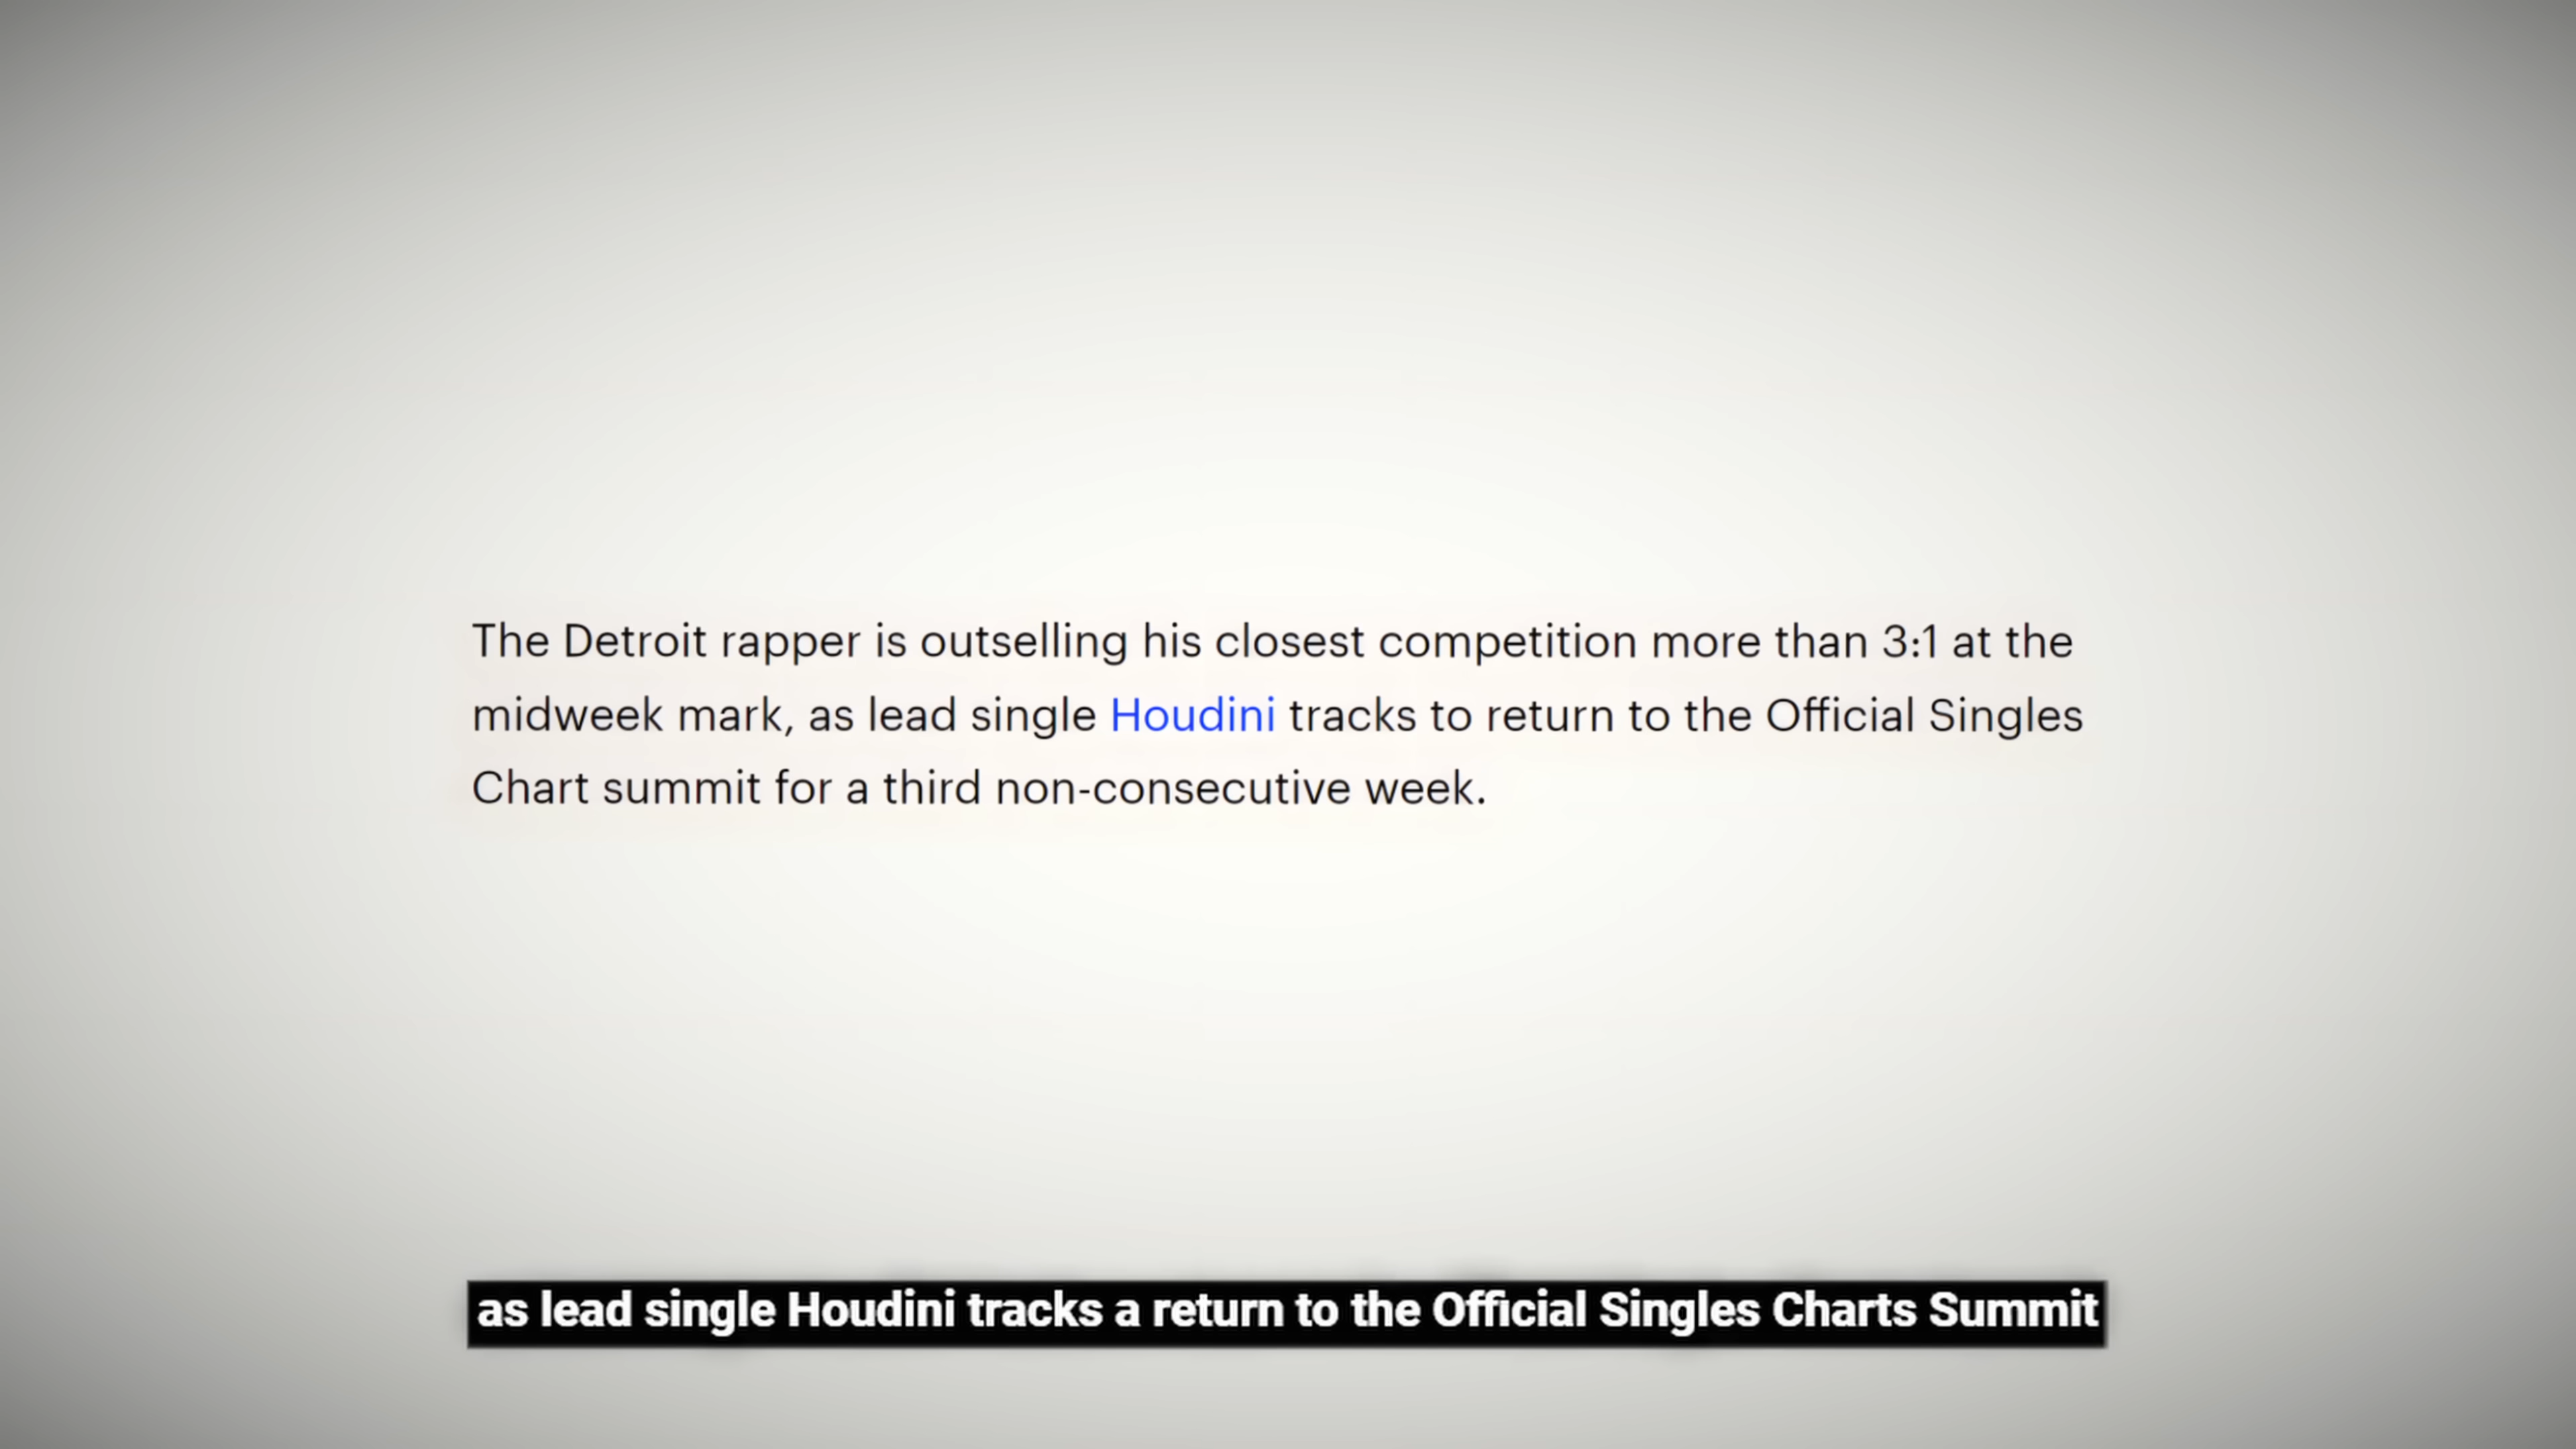 The Detroit rapper is outselling his closest competition more than 3:1 at the
midweek mark, as lead single Houdini tracks to return to the Official Singles
Chart summit for a third non-consecutive week.
as lead single Houdini tracks a return to the Official Singles Charts Summit